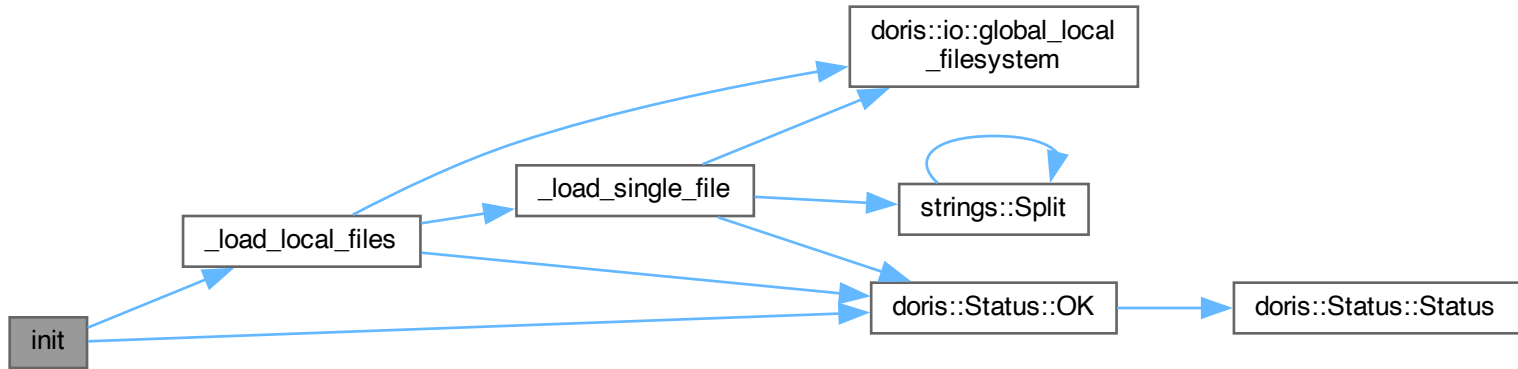 doris::io::global_local
_filesystem
_load_single_file
strings::Split
_load_local_files
doris::Status::OK
doris::Status::Status
init